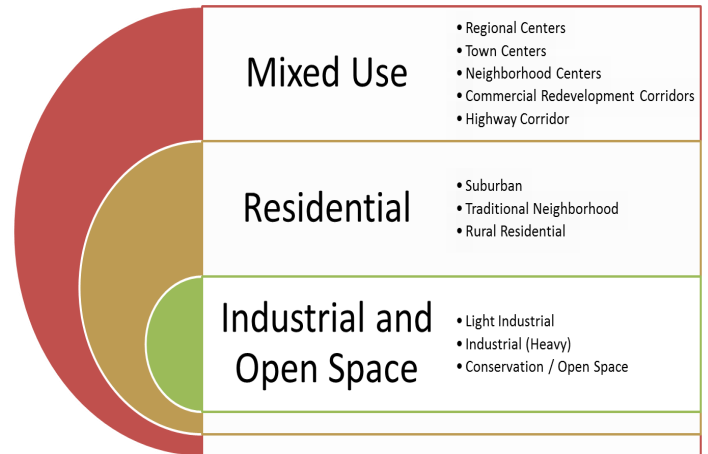 Mixed Use
• Regional Centers
• Town Centers
• Neighborhood Centers
• Commercial Redevelopment Corridors
• Highway Corridor
Residential
• Suburban
• Traditional Neighborhood
• Rural Residential
Industrial and
Open Space
• Light Industrial
• Industrial (Heavy)
• Conservation / Open Space